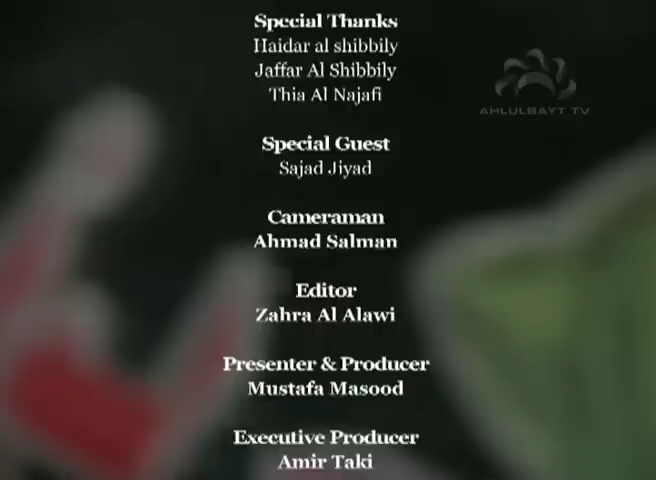 Special Thanks
Haidar al shibbily
Jaffar Al Shibbily
Thia Al Najafi
AHLULBAYT TV
Special Guest
Sajad Jiyad
Cameraman
Ahmad Salman
Editor
Zahra Al Alawi
Presenter & Producer
Mustafa Masood
Executive Producer
Amir Taki